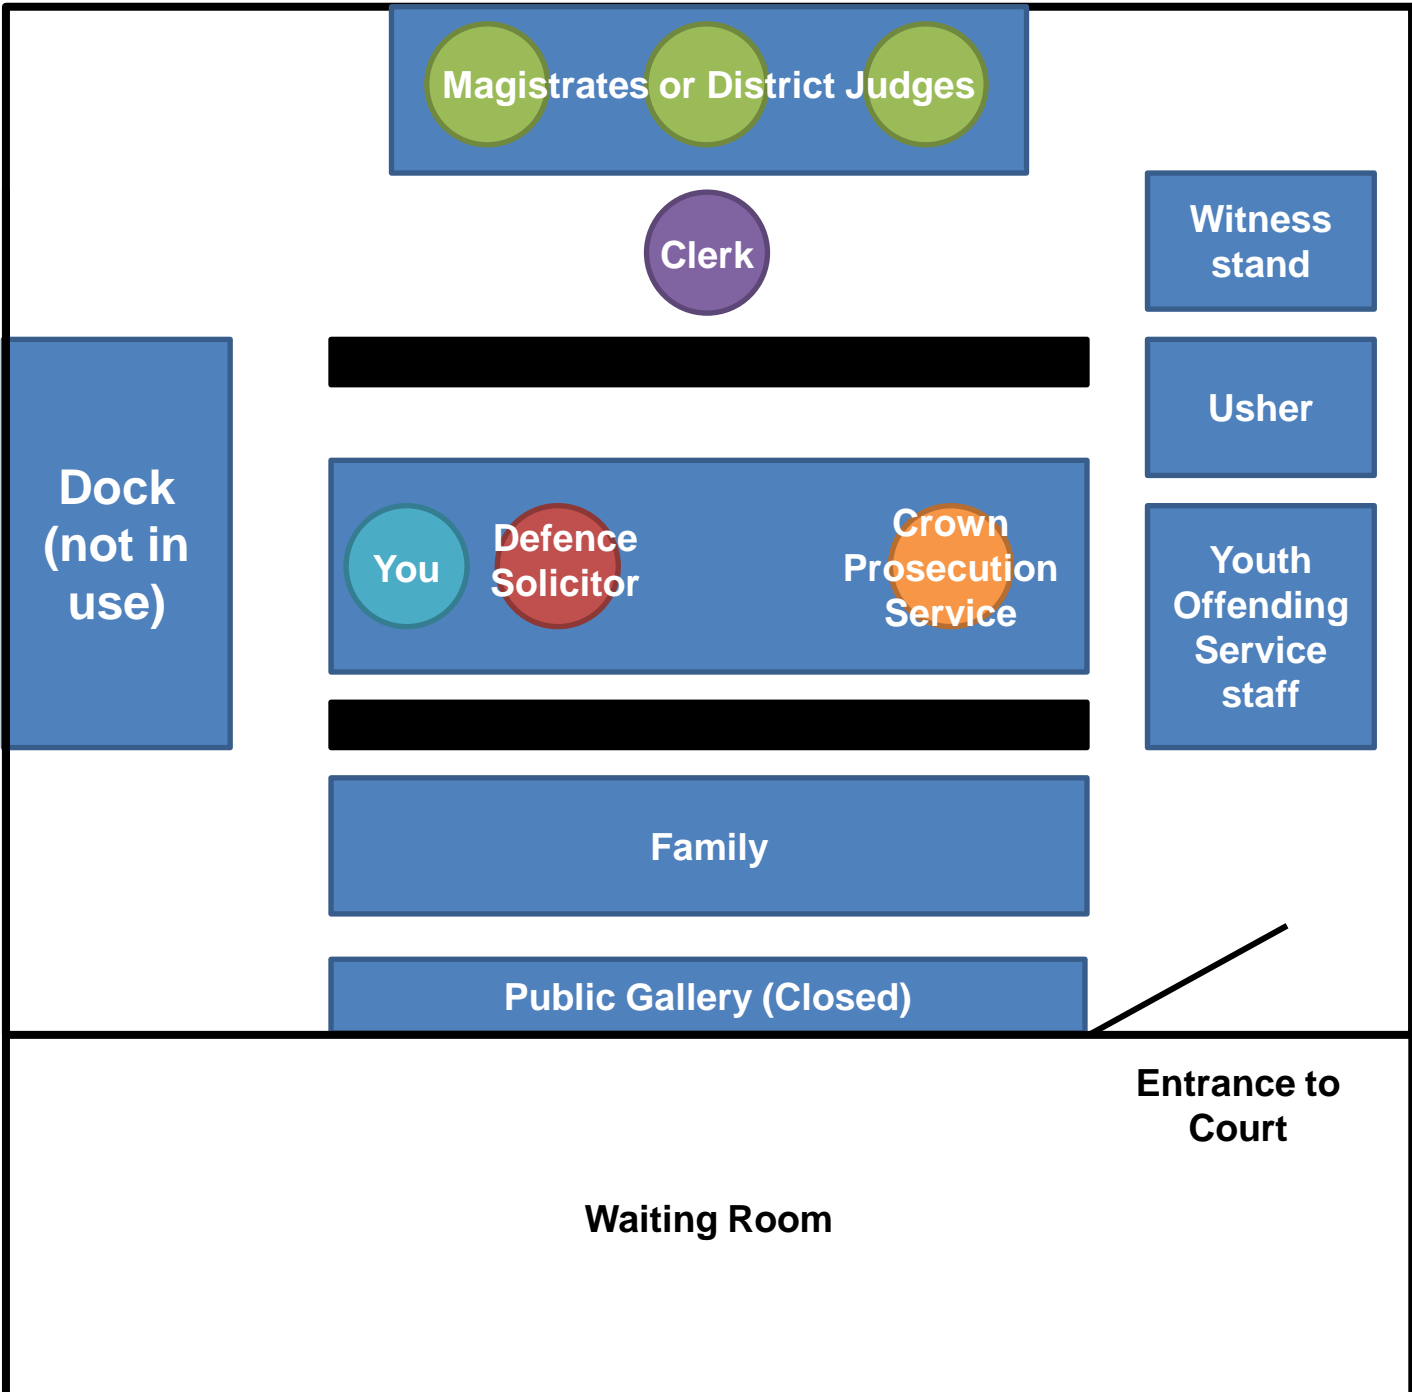 Magistrates or District Judges
Clerk
Witness
stand
Usher
Dock
(not in
use)
You
Defence
Solicitor
Crown
Prosecution
Service
Youth
Offending
Service
staff
Family
Public Gallery (Closed)
Entrance to
Court
Waiting Room